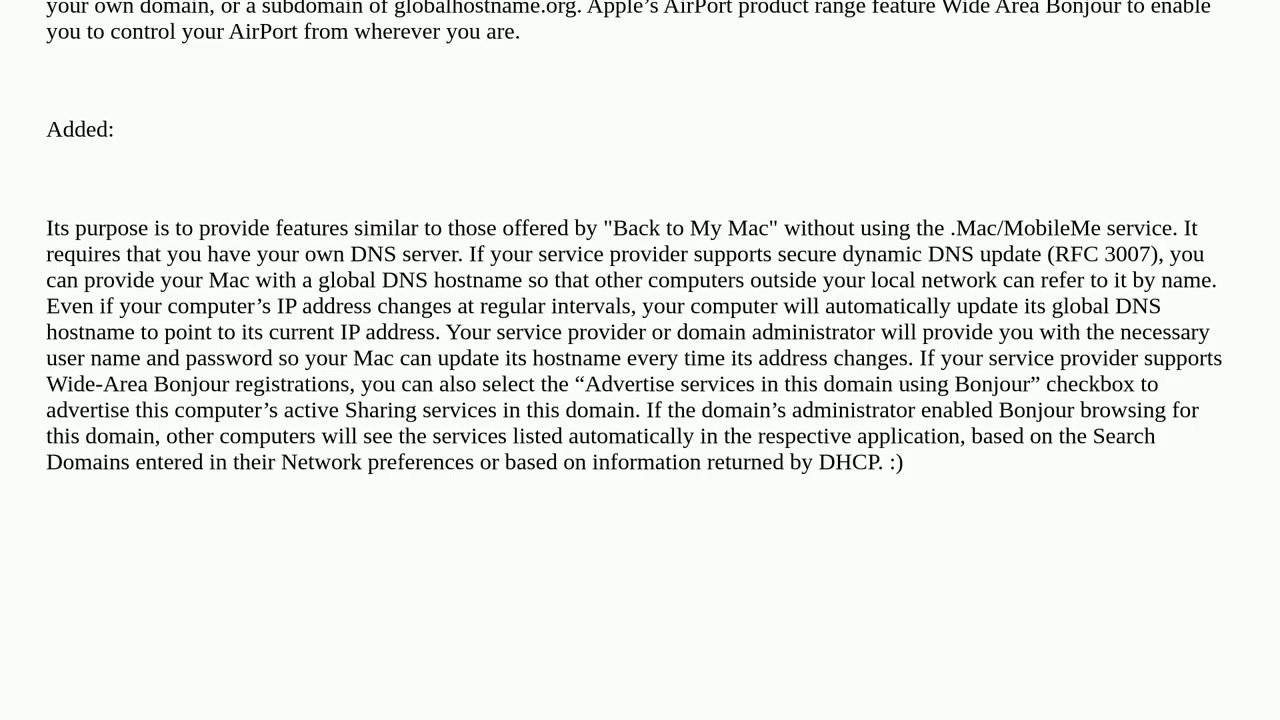 your own domain, or a subdomain of globalhostname.org. Apple’s AirPort product range feature Wide Area Bonjour to enable
you to control your AirPort from wherever you are.
Added:
Its purpose is to provide features similar to those offered by "Back to My Mac" without using the .Mac/MobileMe service. It
requires that you have your own DNS server. If your service provider supports secure dynamic DNS update (RFC 3007), you
can provide your Mac with a global DNS hostname so that other computers outside your local network can refer to it by name.
Even if your computer’s IP address changes at regular intervals, your computer will automatically update its global DNS
hostname to point to its current IP address. Your service provider or domain administrator will provide you with the necessary
user name and password so your Mac can update its hostname every time its address changes. If your service provider supports
Wide-Area Bonjour registrations, you can also select the “Advertise services in this domain using Bonjour” checkbox to
advertise this computer’s active Sharing services in this domain. If the domain’s administrator enabled Bonjour browsing for
this domain, other computers will see the services listed automatically in the respective application, based on the Search
Domains entered in their Network preferences or based on information returned by DHCP. :)